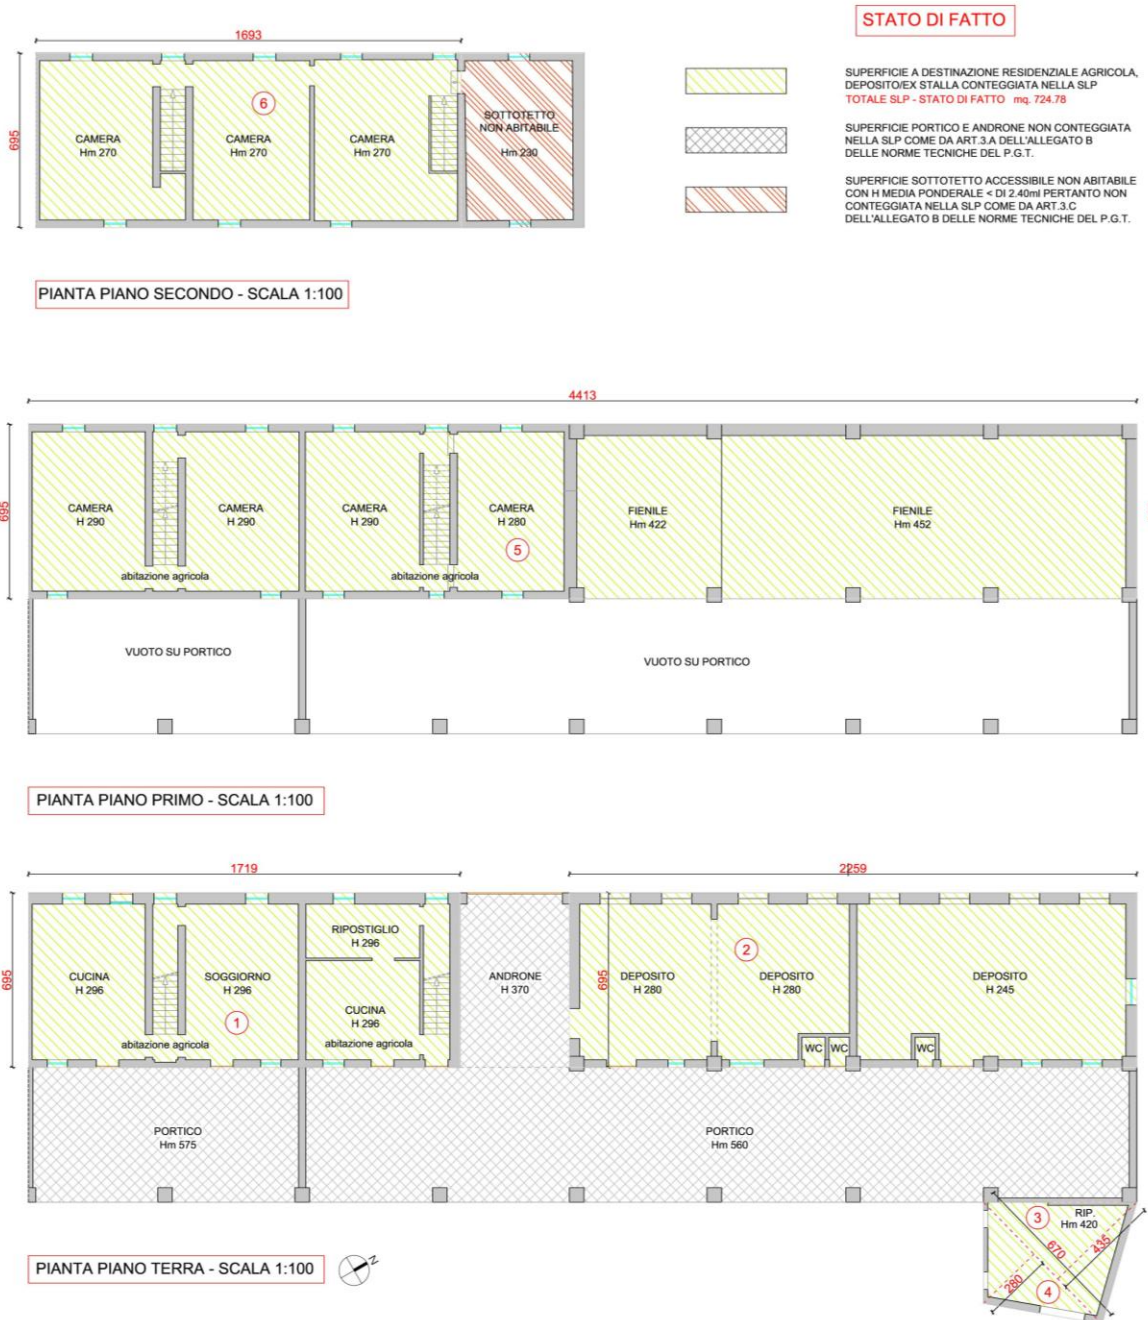 STATO DI FATTO
SUPERFICIE A DESTINAZIONE RESIDENZIALE AGRICOLA,
DEPOSITO/EX STALLA CONTEGGIATA NELLA SLP
TOTALE SLP - STATO DI FATTO mq. 724.78
SUPERFICIE PORTICO E ANDRONE NON CONTEGGIATA
NELLA SLP COME DA ART.3.A DELL'ALLEGATO B
DELLE NORME TECNICHE DEL P.G.T.
SUPERFICIE SOTTOTETTO ACCESSIBILE NON ABITABILE
CON H MEDIA PONDERALE < DI 2.40ml PERTANTO NON
CONTEGGIATA NELLA SLP COME DA ART.3.C
DELL'ALLEGATO B DELLE NORME TECNICHE DEL P.G.T.
1693
695
6
CAMERA
Hm 270
CAMERA
Hm 270
CAMERA
Hm 270
SOTTOTETTO
NON ABITABILE
Hm 230
PIANTA PIANO SECONDO - SCALA 1:100
4413
695
CAMERA
H 290
CAMERA
H 290
CAMERA
H 290
CAMERA
H 280
5
FIENILE
Hm 422
FIENILE
Hm 452
abitazione agricola
abitazione agricola
VUOTO SU PORTICO
VUOTO SU PORTICO
PIANTA PIANO PRIMO - SCALA 1:100
1719
2259
695
CUCINA
H 296
SOGGIORNO
H 296
1
RIPOSTIGLIO
H 296
CUCINA
H 296
abitazione agricola
abitazione agricola
ANDRONE
H 370
695
DEPOSITO
H 280
2
DEPOSITO
H 280
DEPOSITO
H 245
WC
WC
WC
PORTICO
Hm 575
PORTICO
Hm 560
3
RIP.
Hm 420
670
435
280
4
PIANTA PIANO TERRA - SCALA 1:100
N